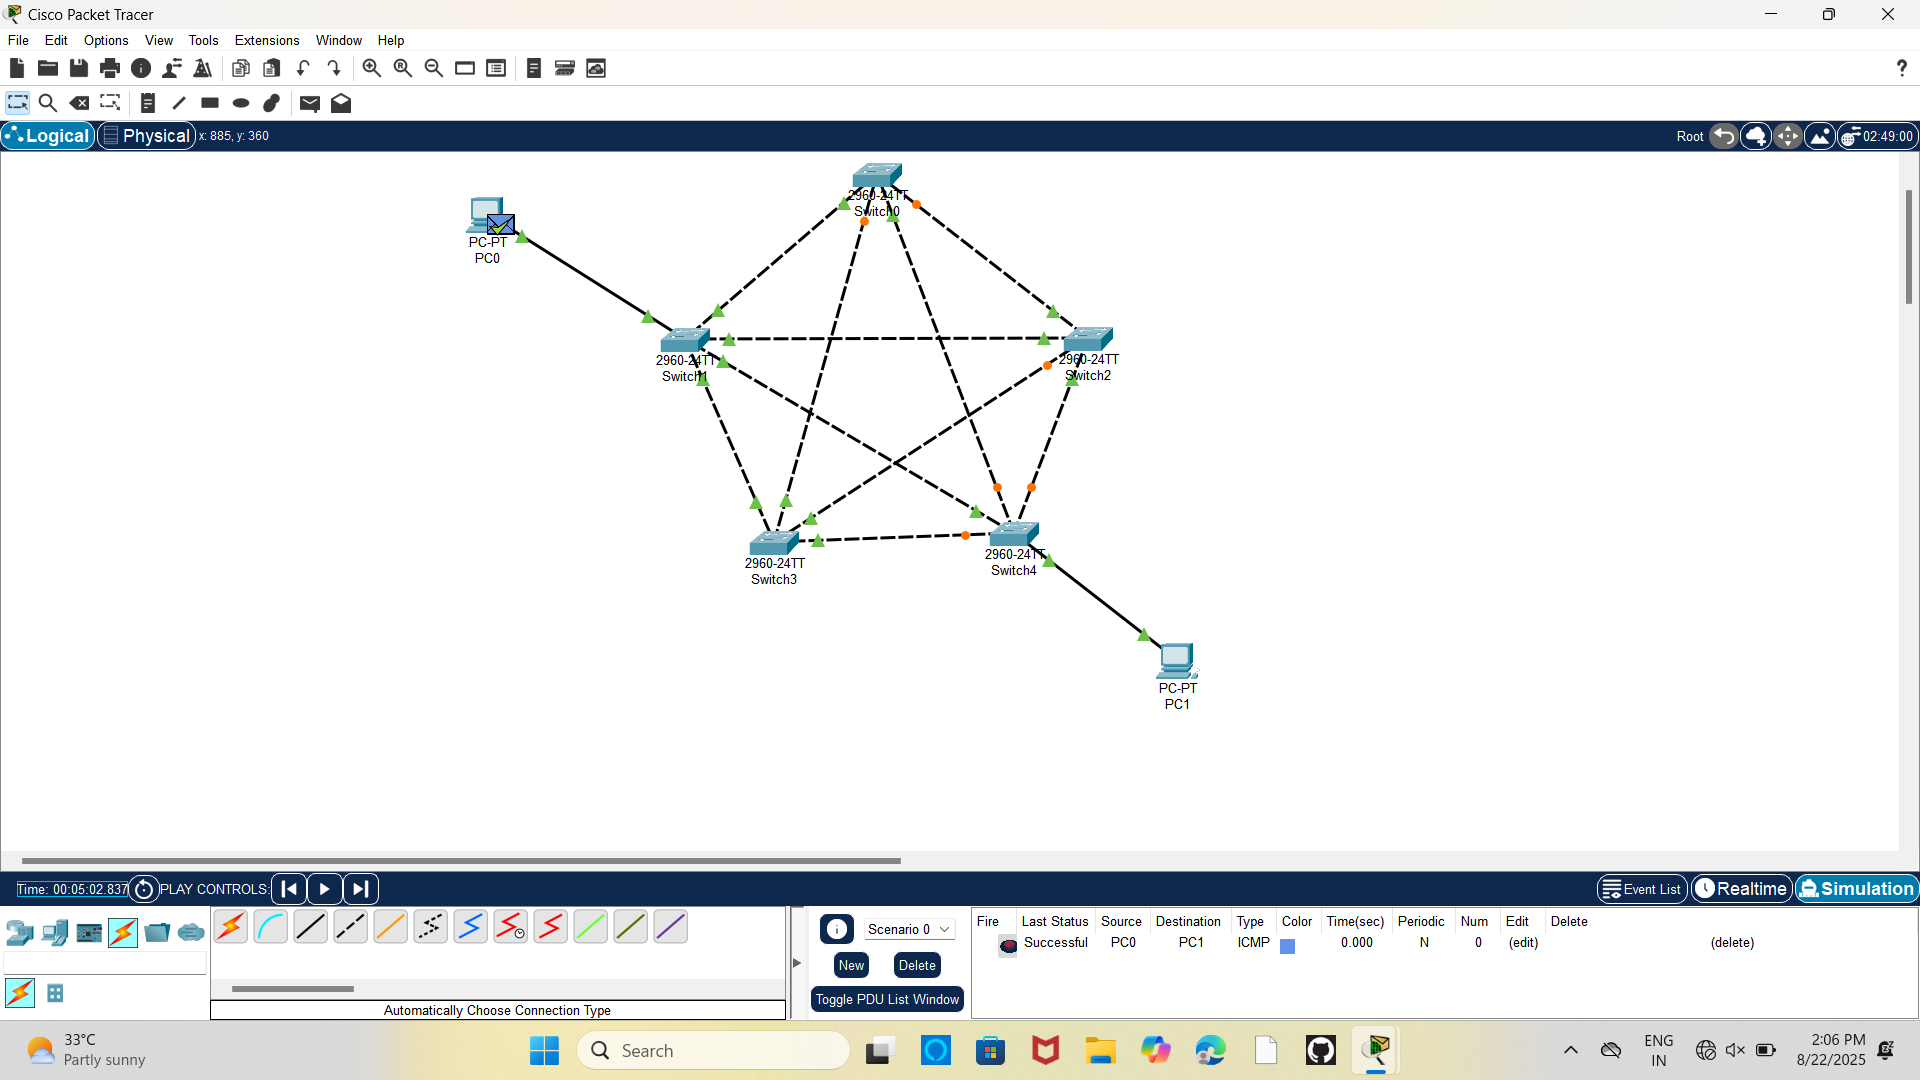 Cisco Packet Tracer
File Edit Options View Tools Extensions Window Help
Logical Physical x: 885, y: 360 Root 02:49:00
2960-24TT
Switch0
PC-PT
PC0
2960-24TT
Switch1
2960-24TT
Switch2
2960-24TT
Switch3
2960-24TT
Switch4
PC-PT
PC1
Time: 00:05:02.837 PLAY CONTROLS: Event List Realtime Simulation
Scenario 0
New Delete
Toggle PDU List Window
Fire Last Status Source Destination Type Color Time(sec) Periodic Num Edit Delete
Successful PC0 PC1 ICMP 0.000 N 0 (edit) (delete)
Automatically Choose Connection Type
33°C
Partly sunny
Search
ENG
IN
2:06 PM
8/22/2025